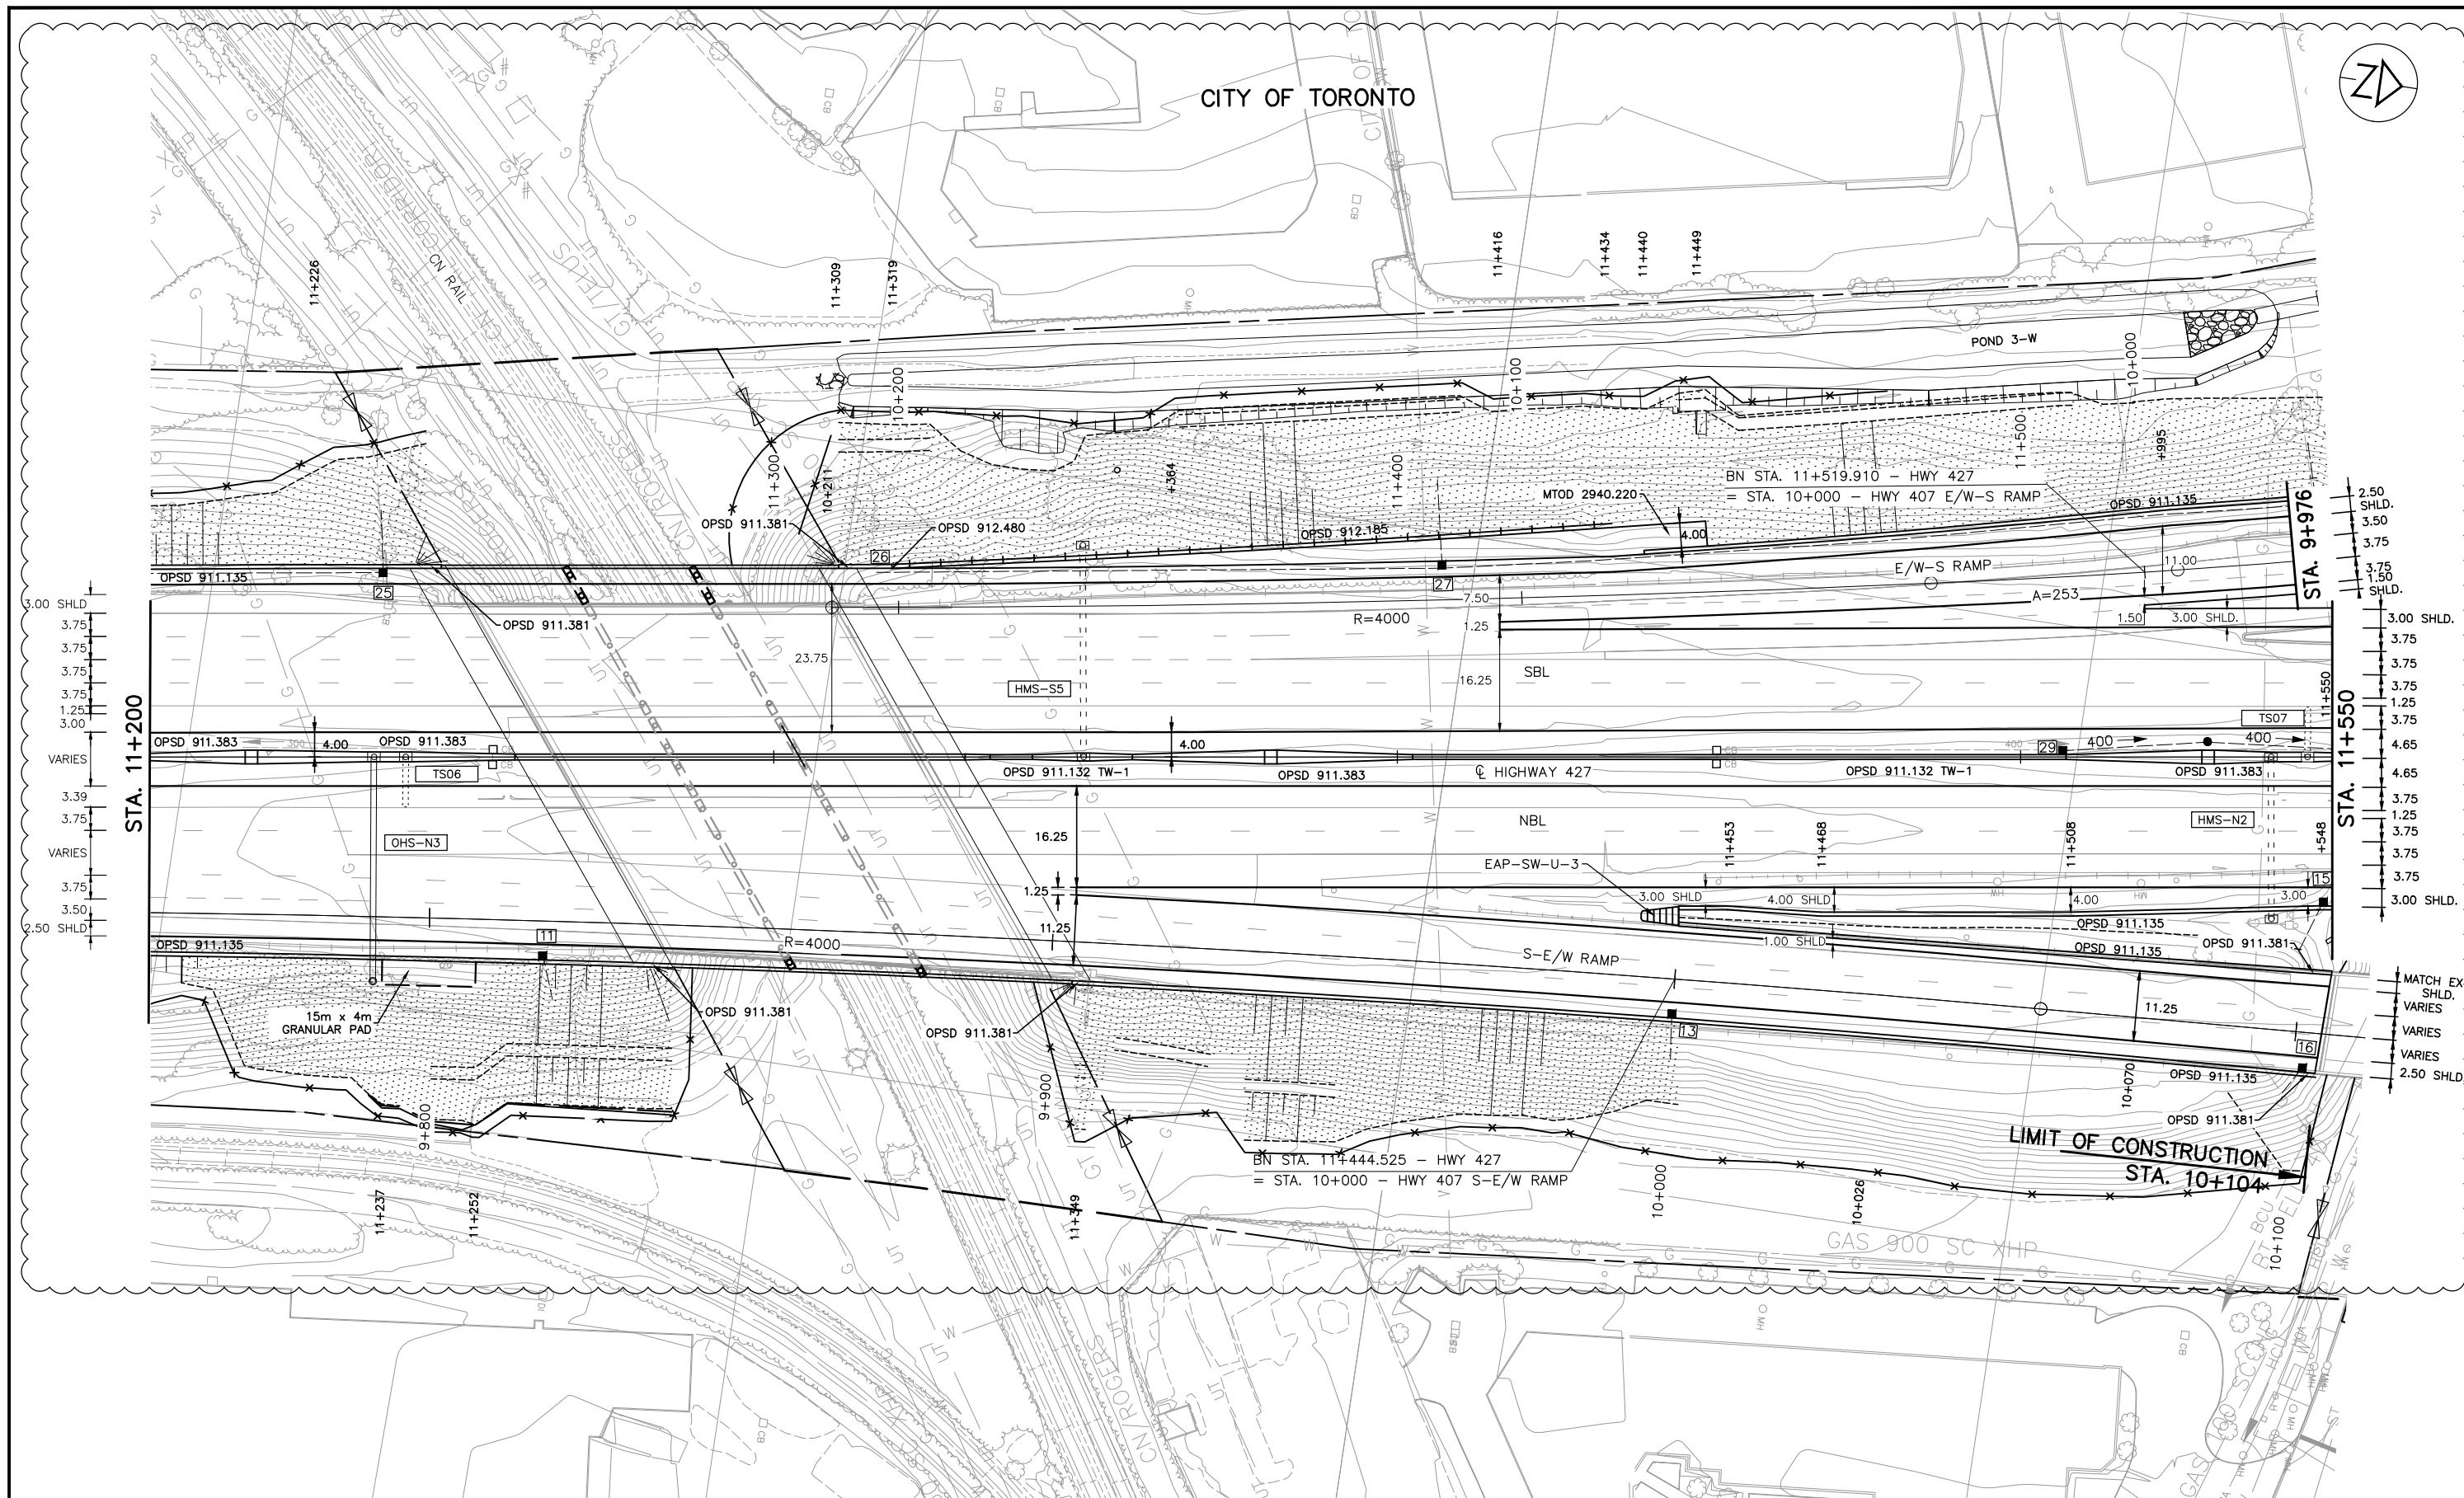 CITY OF TORONTO
Z
CN RAIL
CN RAIL CORRIDOR
11+226
11+309
11+319
11+416
11+434
11+440
11+449
POND 3-W
10+200
10+100
10+000
11+300
10+211
+364
11+400
11+500
+995
BN STA. 11+519.910 - HWY 427
= STA. 10+000 - HWY 407 E/W-S RAMP
MTOD 2940.220
OPSD 911.135
OPSD 911.381
OPSD 912.480
OPSD 912.185
4.00
26
27
25
OPSD 911.135
OPSD 911.381
E/W-S RAMP
11.00
A=253
STA. 9+976
2.50
SHLD.
3.50
3.75
3.75
1.50
SHLD.
3.00 SHLD
3.75
3.75
3.75
3.75
1.25
3.00
VARIES
3.39
3.75
VARIES
3.75
3.50
2.50 SHLD
STA. 11+200
R=4000
7.50
1.25
1.50
3.00 SHLD.
23.75
16.25
SBL
HMS-S5
TS07
11+550
STA. 11+550
3.00 SHLD.
3.75
3.75
3.75
1.25
3.75
4.65
4.65
3.75
1.25
3.75
3.75
3.75
3.00 SHLD.
OPSD 911.383
300
4.00
OPSD 911.383
CB
CB
TS06
4.00
OPSD 911.132 TW-1
OPSD 911.383
℄ HIGHWAY 427
CB
CB
OPSD 911.132 TW-1
400
29
400
400
OPSD 911.383
OHS-N3
16.25
NBL
HMS-N2
11+453
11+468
11+508
+548
EAP-SW-U-3
15
1.25
3.00 SHLD
4.00 SHLD
4.00
3.00
11.25
OPSD 911.135
OPSD 911.135
OPSD 911.381
1.00 SHLD
OPSD 911.135
11
R=4000
S-E/W RAMP
11.25
MATCH EX
SHLD.
VARIES
VARIES
VARIES
2.50 SHLD
15m x 4m
GRANULAR PAD
OPSD 911.381
OPSD 911.381
13
16
OPSD 911.135
OPSD 911.381
9+800
9+900
10+070
LIMIT OF CONSTRUCTION
STA. 10+104
BN STA. 11+444.525 - HWY 427
= STA. 10+000 - HWY 407 S-E/W RAMP
11+237
11+252
11+349
10+000
10+026
10+100
GAS 900 SC XHP
CN/ROGERS